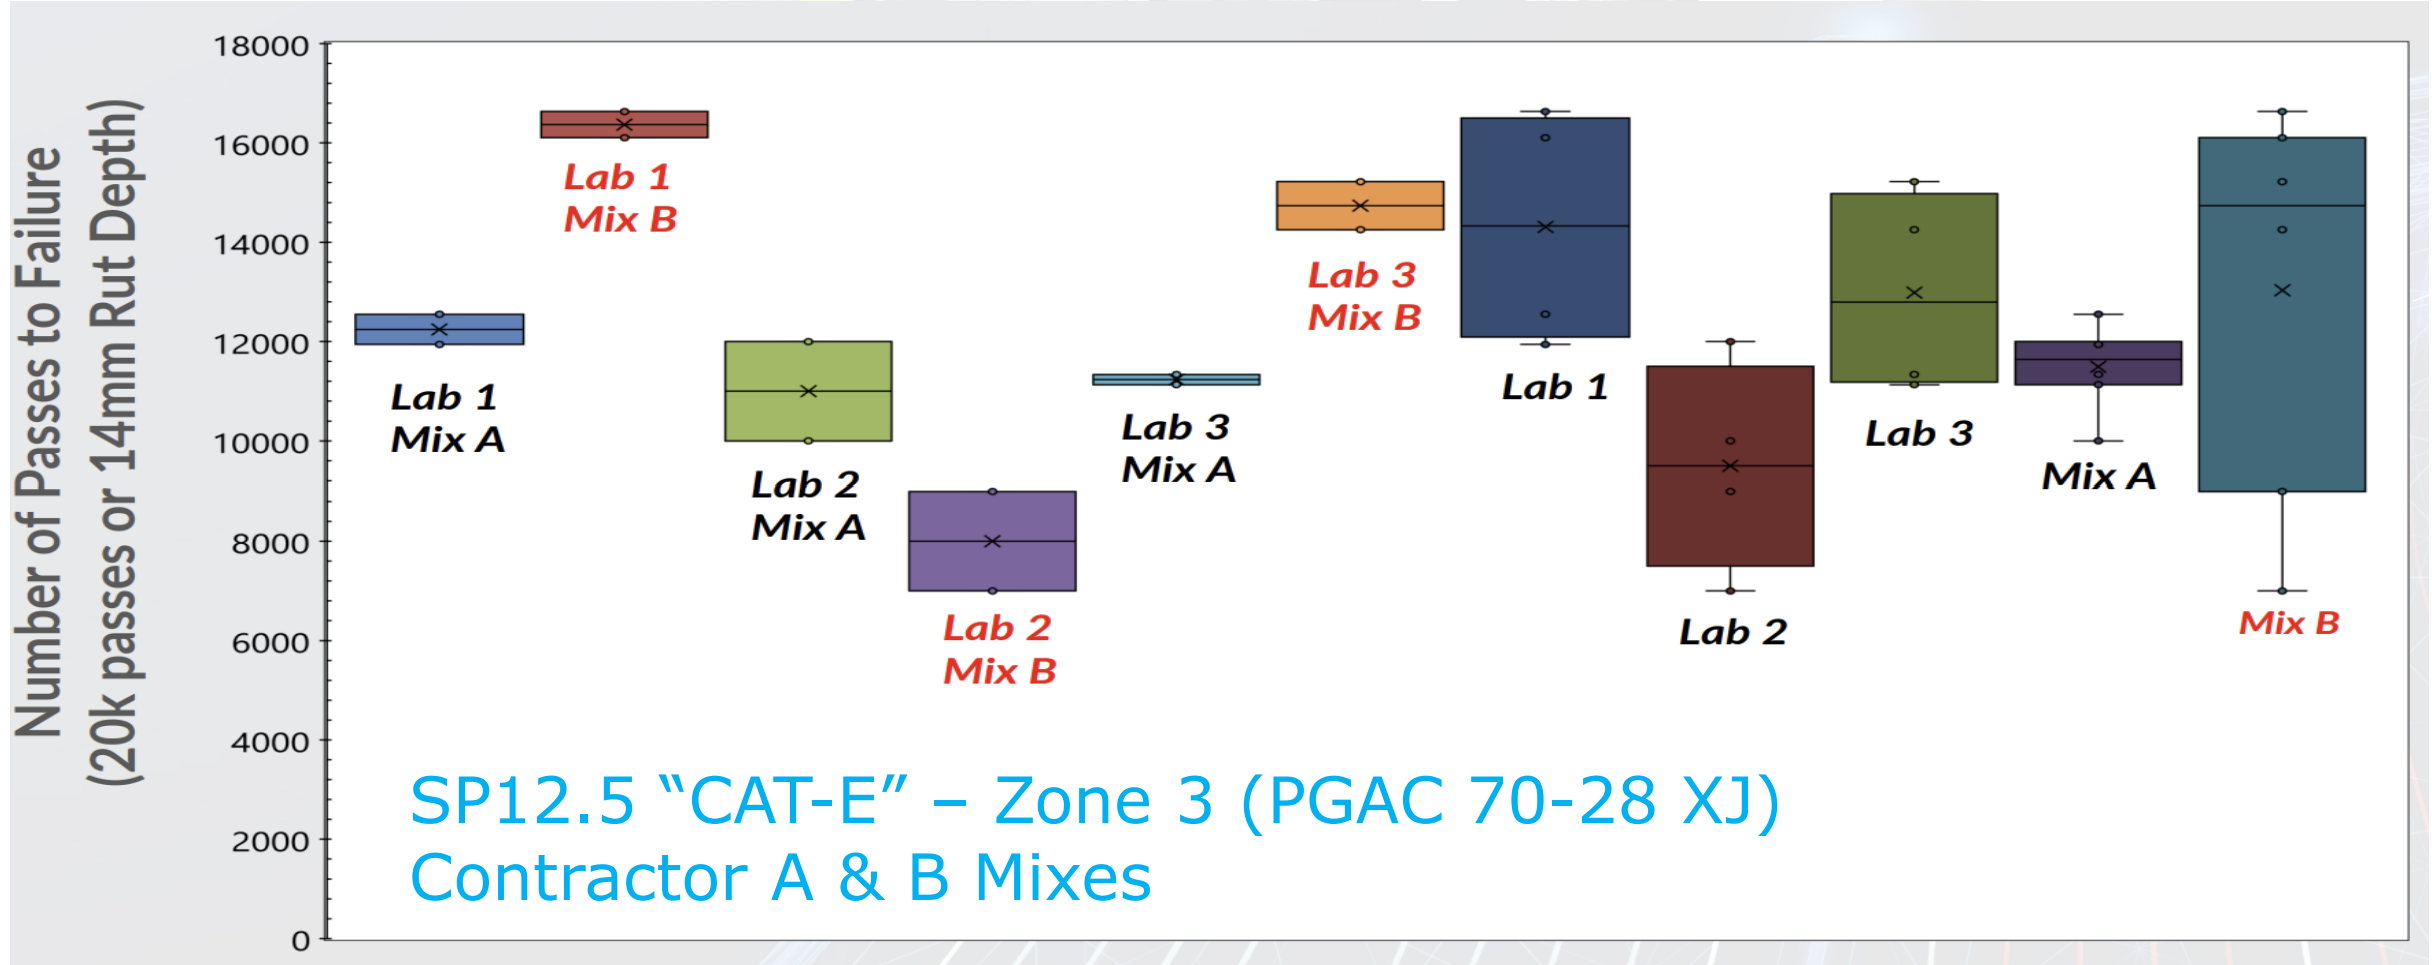 Number of Passes to Failure
(20k passes or 14mm Rut Depth)
18000
16000
14000
12000
10000
8000
6000
4000
2000
0
Lab 1
Mix A
Lab 1
Mix B
Lab 2
Mix A
Lab 2
Mix B
Lab 3
Mix A
Lab 3
Mix B
Lab 1
Lab 2
Lab 3
Mix A
Mix B
SP12.5 “CAT-E” – Zone 3 (PGAC 70-28 XJ)
Contractor A & B Mixes